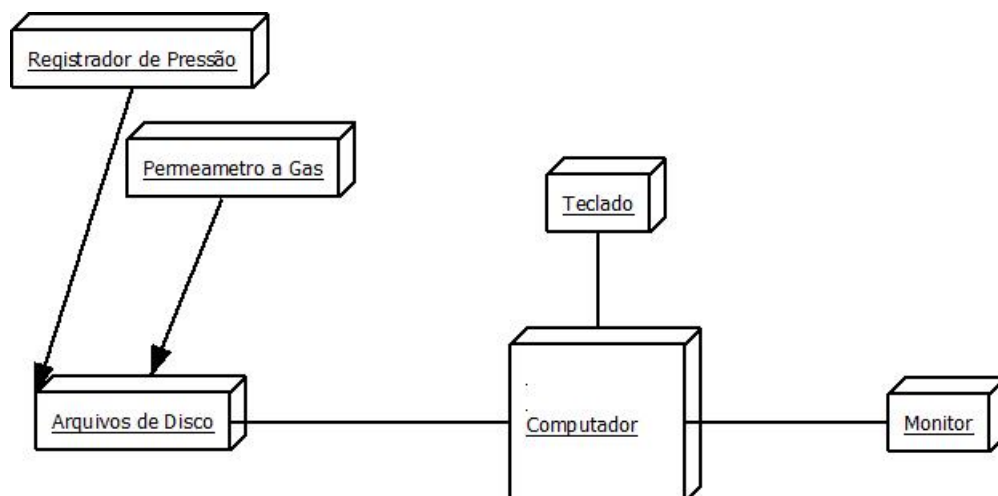 Registrador de Pressão
Permeametro a Gas
Teclado
Arquivos de Disco
Computador
Monitor